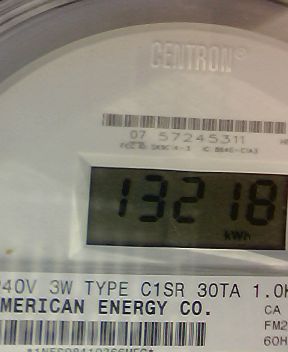 CENTRON®
07 57245311
13218
kWh
240V 3W TYPE C1SR 30TA 1.0
AMERICAN ENERGY CO.
CA
FM2
60H